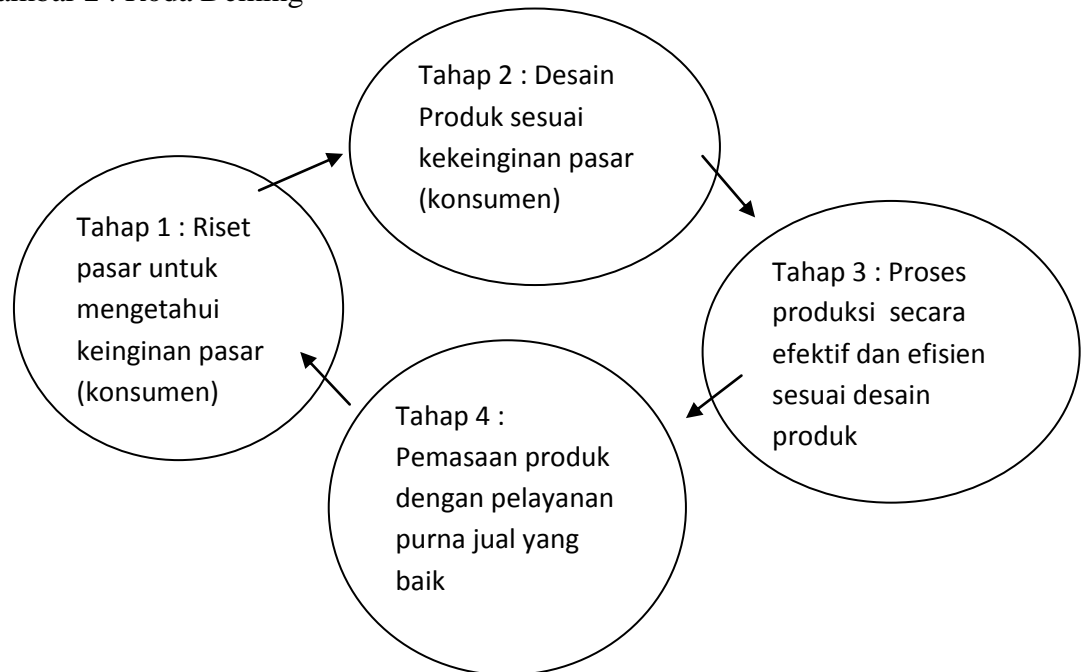 Tahap 2 : Desain
Produk sesuai
kekeinginan pasar
(konsumen)
Tahap 1 : Riset
pasar untuk
mengetahui
keinginan pasar
(konsumen)
Tahap 3 : Proses
produksi  secara
efektif dan efisien
sesuai desain
produk
Tahap 4 :
Pemasaan produk
dengan pelayanan
purna jual yang
baik